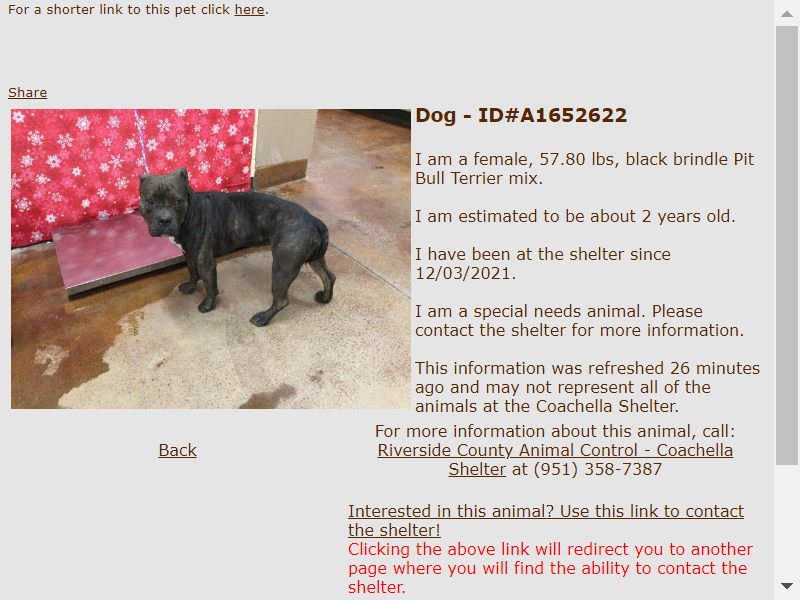 For a shorter link to this pet click here.
Share
Dog - ID#A1652622
I am a female, 57.80 lbs, black brindle Pit
Bull Terrier mix.
I am estimated to be about 2 years old.
I have been at the shelter since
12/03/2021.
I am a special needs animal. Please
contact the shelter for more information.
This information was refreshed 26 minutes
ago and may not represent all of the
animals at the Coachella Shelter.
Back
For more information about this animal, call:
Riverside County Animal Control - Coachella
Shelter at (951) 358-7387
Interested in this animal? Use this link to contact
the shelter!
Clicking the above link will redirect you to another
page where you will find the ability to contact the
shelter.